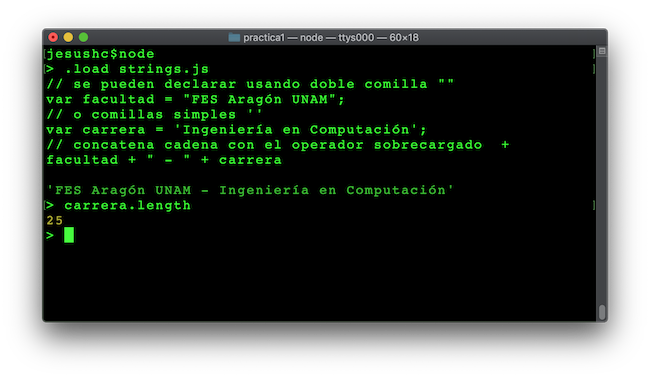 practica1 — node — ttys000 — 60×18
jesushc$node
> .load strings.js
// se pueden declarar usando doble comilla ""
var facultad = "FES Aragón UNAM";
// o comillas simples ''
var carrera = 'Ingeniería en Computación';
// concatena cadena con el operador sobrecargado  +
facultad + " - " + carrera
'FES Aragón UNAM - Ingeniería en Computación'
> carrera.length
25
>